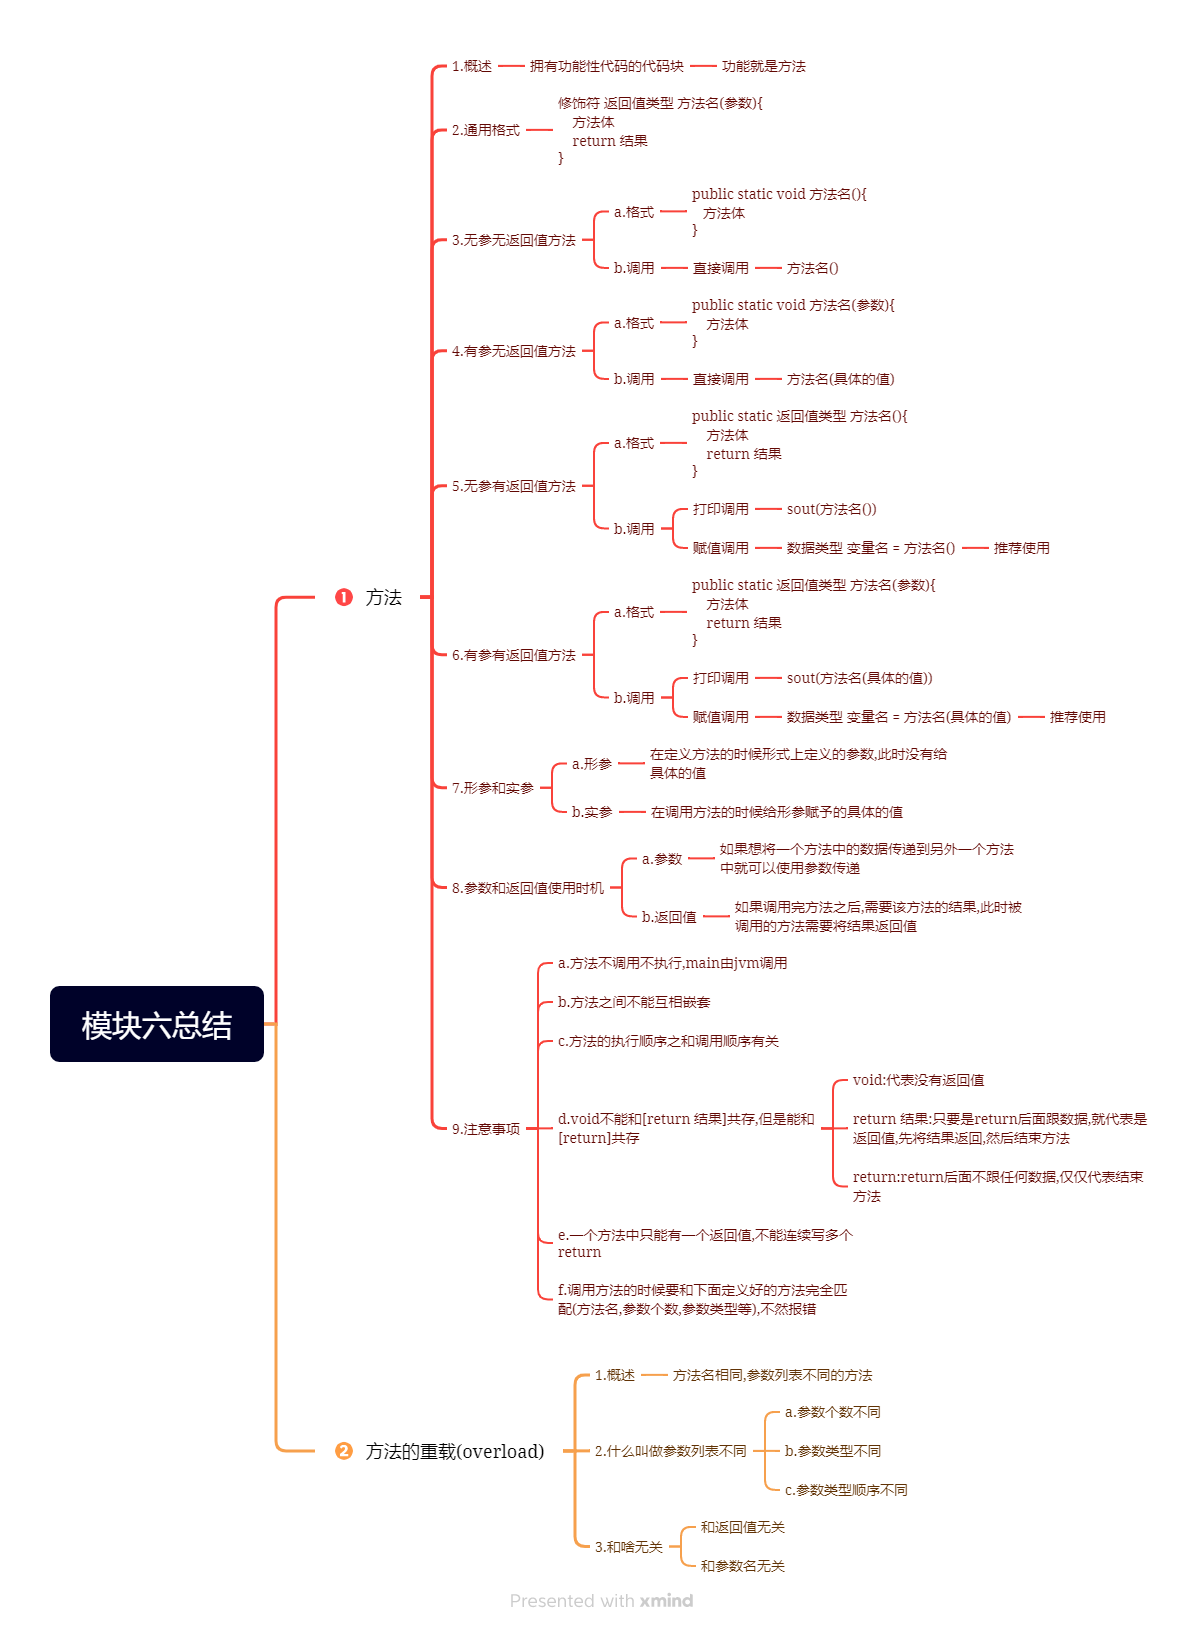 模块六总结
1 方法
1.概述
拥有功能性代码的代码块
功能就是方法
2.通用格式
修饰符 返回值类型 方法名(参数){
方法体
return 结果
}
3.无参无返回值方法
a.格式
public static void 方法名(){
方法体
}
b.调用
直接调用
方法名()
4.有参无返回值方法
a.格式
public static void 方法名(参数){
方法体
}
b.调用
直接调用
方法名(具体的值)
5.无参有返回值方法
a.格式
public static 返回值类型 方法名(){
方法体
return 结果
}
b.调用
打印调用
sout(方法名())
赋值调用
数据类型 变量名 = 方法名()
推荐使用
6.有参有返回值方法
a.格式
public static 返回值类型 方法名(参数){
方法体
return 结果
}
b.调用
打印调用
sout(方法名(具体的值))
赋值调用
数据类型 变量名 = 方法名(具体的值)
推荐使用
7.形参和实参
a.形参
在定义方法的时候形式上定义的参数,此时没有给
具体的值
b.实参
在调用方法的时候给形参赋予的具体的值
8.参数和返回值使用时机
a.参数
如果想将一个方法中的数据传递到另外一个方法
中就可以使用参数传递
b.返回值
如果调用完方法之后,需要该方法的结果,此时被
调用的方法需要将结果返回值
9.注意事项
a.方法不调用不执行,main由jvm调用
b.方法之间不能互相嵌套
c.方法的执行顺序之和调用顺序有关
d.void不能和[return 结果]共存,但是能和
[return]共存
void:代表没有返回值
return 结果:只要是return后面跟数据,就代表是
返回值,先将结果返回,然后结束方法
return:return后面不跟任何数据,仅仅代表结束
方法
e.一个方法中只能有一个返回值,不能连续写多个
return
f.调用方法的时候要和下面定义好的方法完全匹
配(方法名,参数个数,参数类型等),不然报错
2 方法的重载(overload)
1.概述
方法名相同,参数列表不同的方法
2.什么叫做参数列表不同
a.参数个数不同
b.参数类型不同
c.参数类型顺序不同
3.和啥无关
和返回值无关
和参数名无关
Presented with xmind